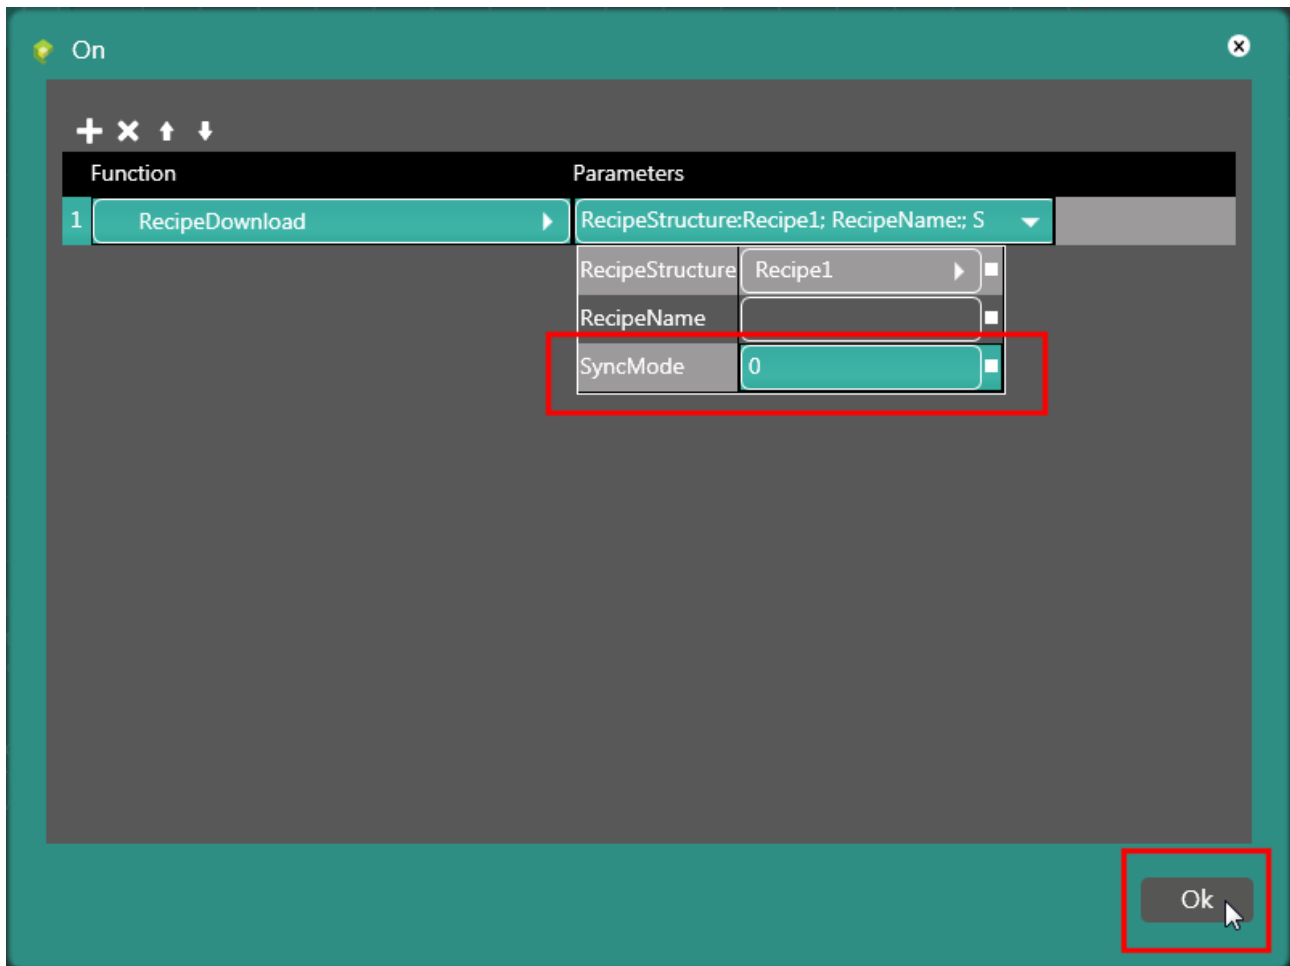 On
Function Parameters
1 RecipeDownload RecipeStructure:Recipe1; RecipeName:; S
RecipeStructure Recipe1
RecipeName
SyncMode 0
Ok